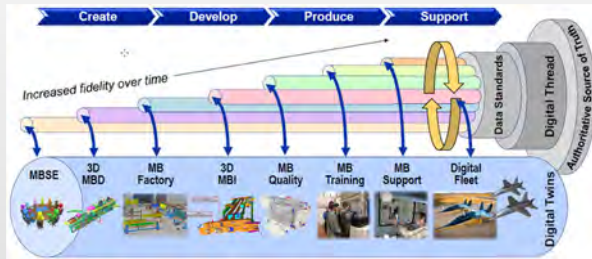 Create
Develop
Produce
Support
Increased fidelity over time
Data Standards
Digital Thread
Authoritative Source of Truth
MBSE
3D
MBD
MB
Factory
3D
MBI
MB
Quality
MB
Training
MB
Support
Digital
Fleet
Digital Twins